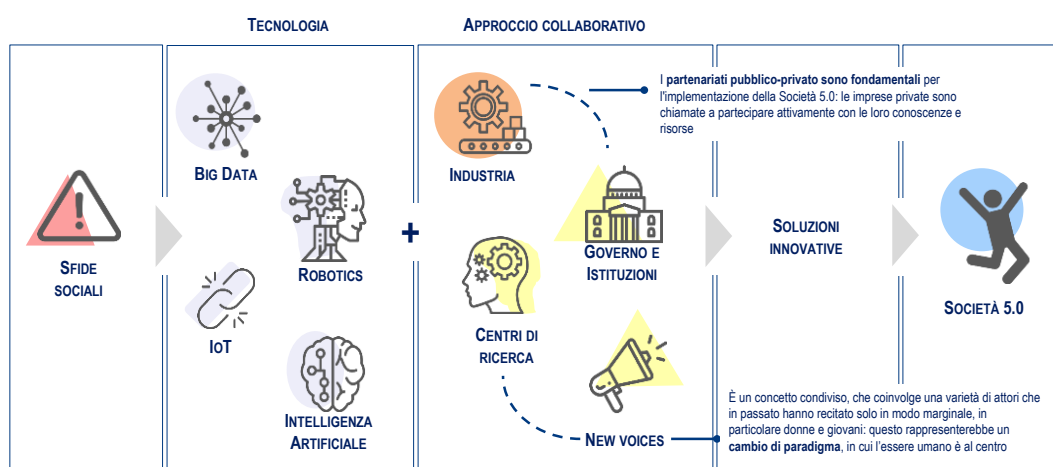 TECNOLOGIA
APPROCCIO COLLABORATIVO
SFIDE
SOCIALI
BIG DATA
ROBOTICS
IOT
INTELLIGENZA
ARTIFICIALE
+
INDUSTRIA
GOVERNO E
ISTITUZIONI
CENTRI DI
RICERCA
NEW VOICES
I partenariati pubblico-privato sono fondamentali per
l'implementazione della Società 5.0: le imprese private sono
chiamate a partecipare attivamente con le loro conoscenze e
risorse
SOLUZIONI
INNOVATIVE
SOCIETÀ 5.0
È un concetto condiviso, che coinvolge una varietà di attori che
in passato hanno recitato solo in modo marginale, in
particolare donne e giovani: questo rappresenterebbe un
cambio di paradigma, in cui l'essere umano è al centro